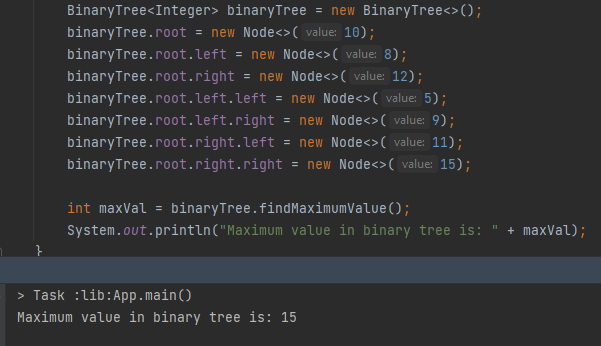 BinaryTree<Integer> binaryTree = new BinaryTree<>();
binaryTree.root = new Node<>( value: 10);
binaryTree.root.left = new Node<>( value: 8);
binaryTree.root.right = new Node<>( value: 12);
binaryTree.root.left.left = new Node<>( value: 5);
binaryTree.root.left.right = new Node<>( value: 9);
binaryTree.root.right.left = new Node<>( value: 11);
binaryTree.root.right.right = new Node<>( value: 15);
int maxVal = binaryTree.findMaximumValue();
System.out.println("Maximum value in binary tree is: " + maxVal);
}
> Task :lib:App.main()
Maximum value in binary tree is: 15